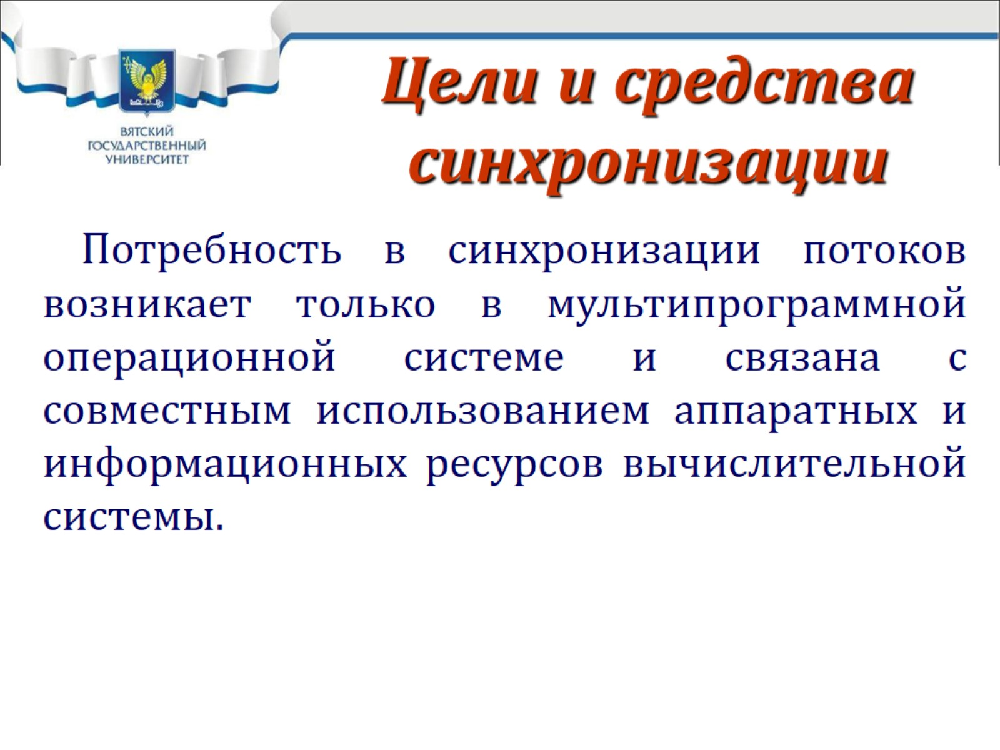 ВЯТСКИЙ
ГОСУДАРСТВЕННЫЙ
УНИВЕРСИТЕТ
Цели и средства
синхронизации
Потребность в синхронизации потоков
возникает только в мультипрограммной
операционной системе и связана с
совместным использованием аппаратных и
информационных ресурсов вычислительной
системы.